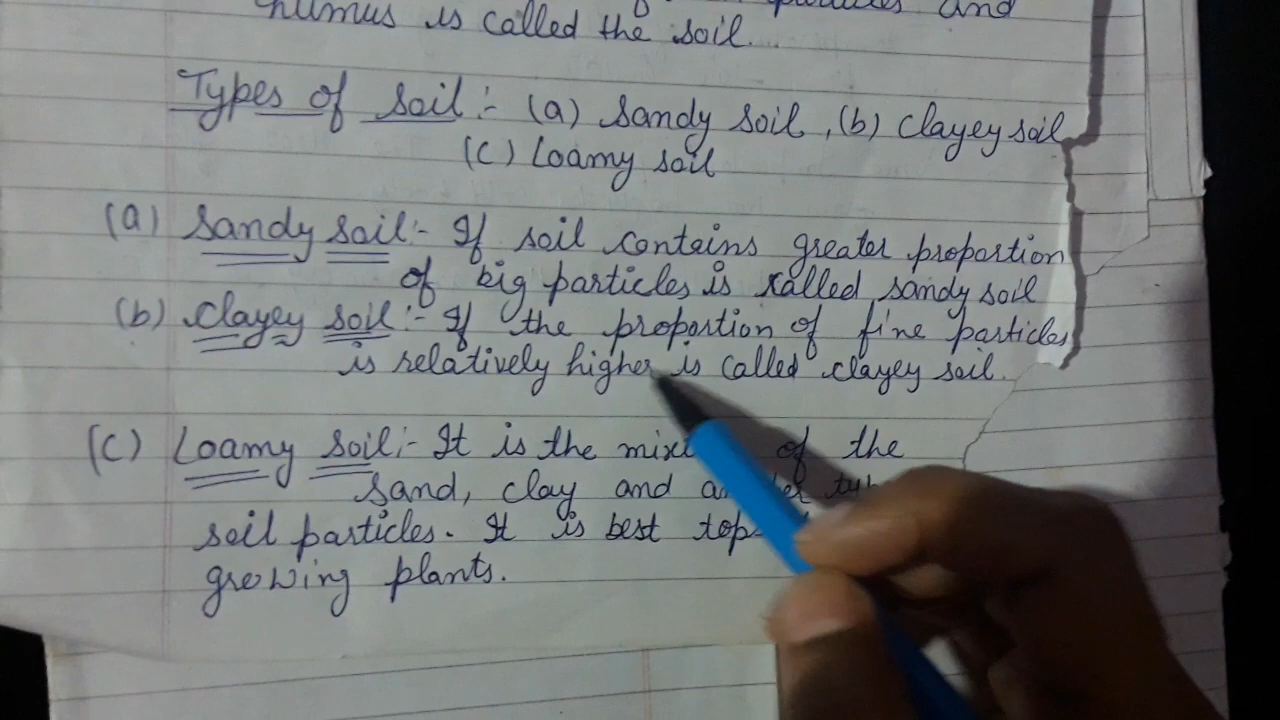 humus is called the soil.
Types of soil :- (a) Sandy soil, (b) Clayey soil
(c) Loamy soil
(a) Sandy soil :- If soil contains greater proportion
of big particles is called sandy soil
(b) Clayey soil :- If the proportion of fine particles
is relatively higher is called clayey soil.
(c) Loamy soil :- It is the of the
sand, clay and
soil particles. It is best
growing plants.